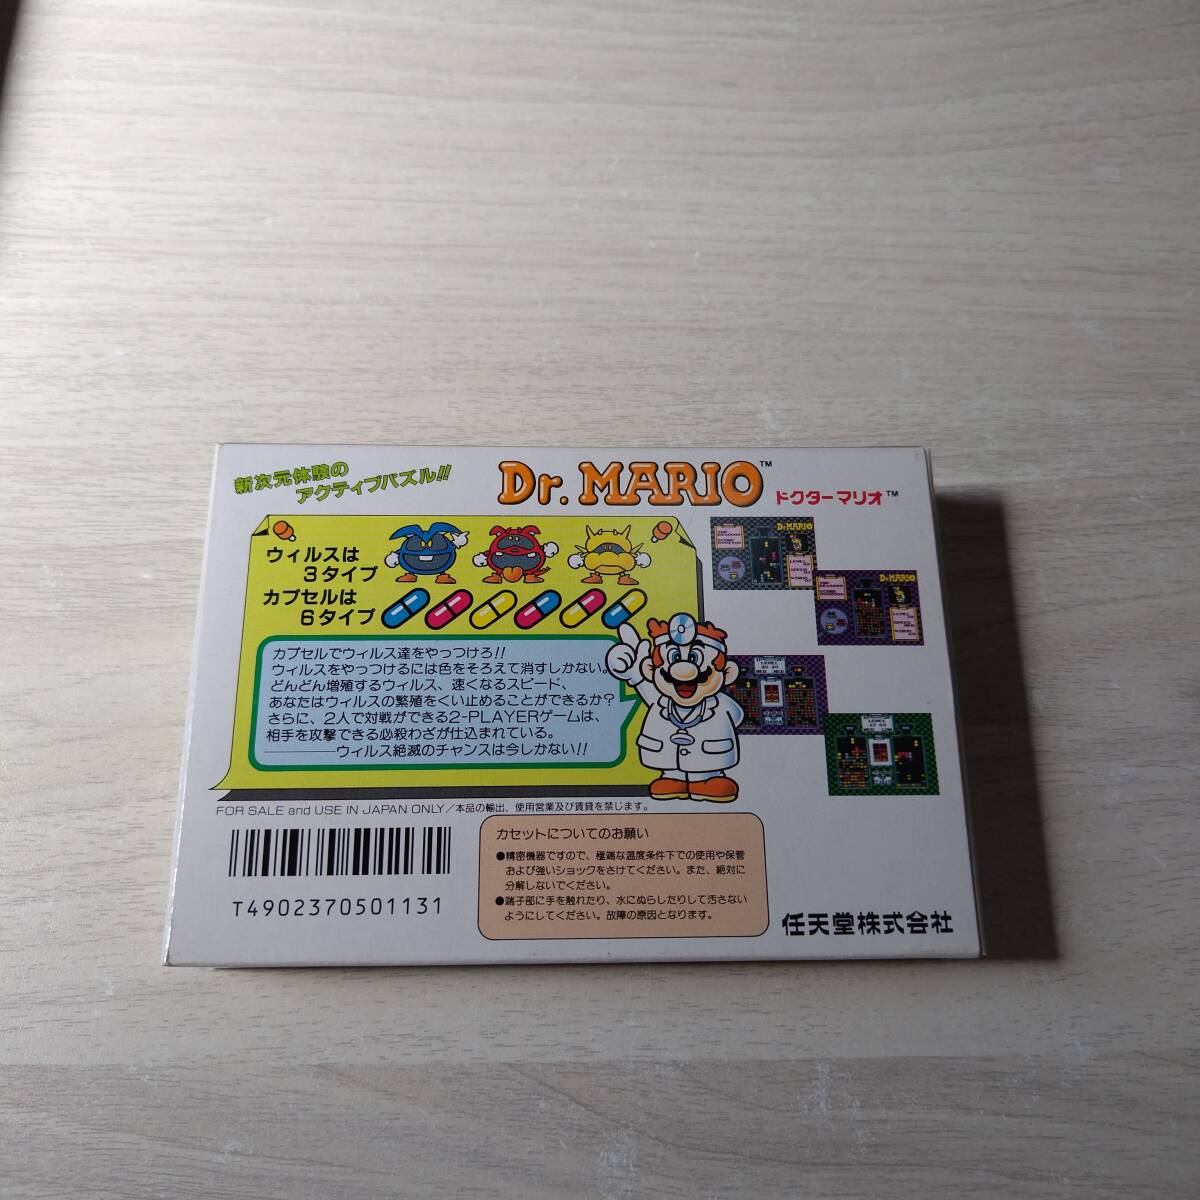 新次元体験の
アクティブパズル!!
Dr. MARIO™
ドクターマリオ™
ウィルスは
3タイプ
カプセルは
6タイプ
カプセルでウィルス達をやっつけろ!!
ウィルスをやっつけるには色をそろえて消すしかない。
どんどん増殖するウィルス、速くなるスピード、
あなたはウィルスの繁殖をくい止めることができるか?
さらに、2人で対戦ができる2-PLAYERゲームは、
相手を攻撃できる必殺わざが仕込まれている。
————ウィルス絶滅のチャンスは今しかない!!
Dr.MARIO
Dr.MARIO
LEVEL
LEVEL
FOR SALE and USE IN JAPAN ONLY/本品の輸出、使用営業及び賃貸を禁じます。
T4902370501131
カセットについてのお願い
●精密機器ですので、極端な温度条件下での使用や保管
および強いショックをさけてください。また、絶対に
分解しないでください。
●端子部に手を触れたり、水にぬらしたりして汚さない
ようにしてください。故障の原因となります。
任天堂株式会社